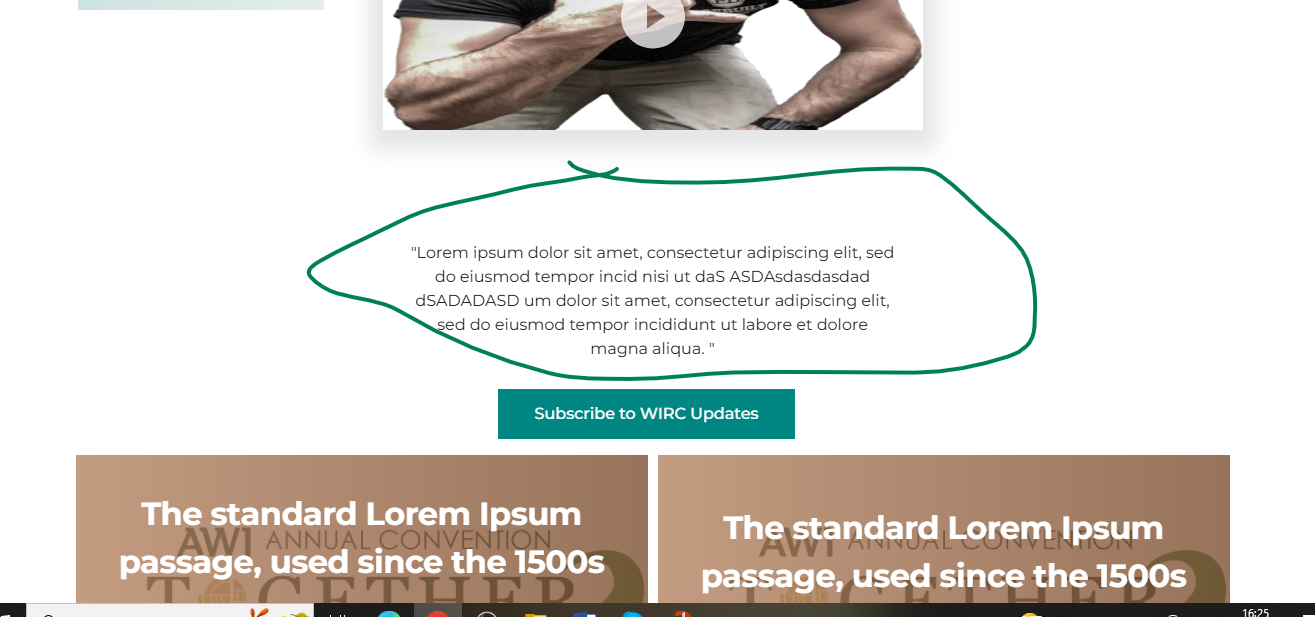 "Lorem ipsum dolor sit amet, consectetur adipiscing elit, sed
do eiusmod tempor incid nisi ut daS ASDAsdasdasdad
dSADADASD um dolor sit amet, consectetur adipiscing elit,
sed do eiusmod tempor incididunt ut labore et dolore
magna aliqua. "
Subscribe to WIRC Updates
The standard Lorem Ipsum
passage, used since the 1500s
AWI ANNUAL CONVENTION
TOGETHER
The standard Lorem Ipsum
passage, used since the 1500s
AWI ANNUAL CONVENTION
16:25